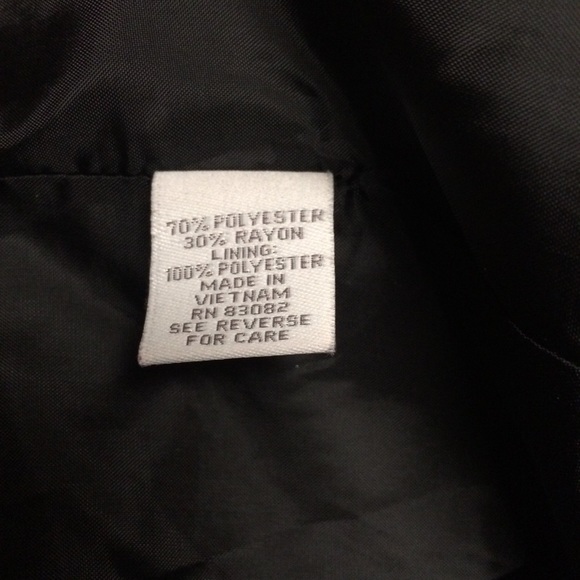 70% POLYESTER
30% RAYON
LINING:
100% POLYESTER
MADE IN
VIETNAM
RN 83082
SEE REVERSE
FOR CARE